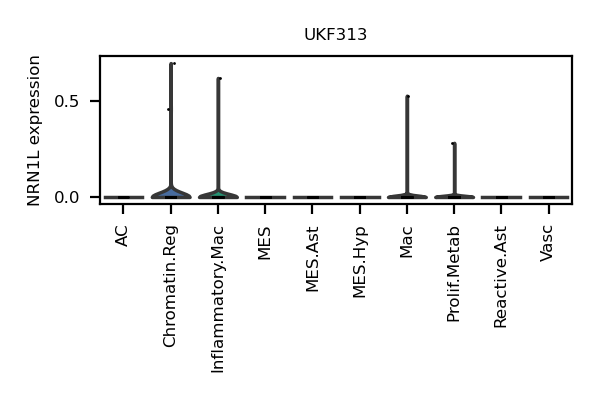 UKF313
NRN1L expression
0.5
0.0
AC
Chromatin.Reg
Inflammatory.Mac
MES
MES.Ast
MES.Hyp
Mac
Prolif.Metab
Reactive.Ast
Vasc